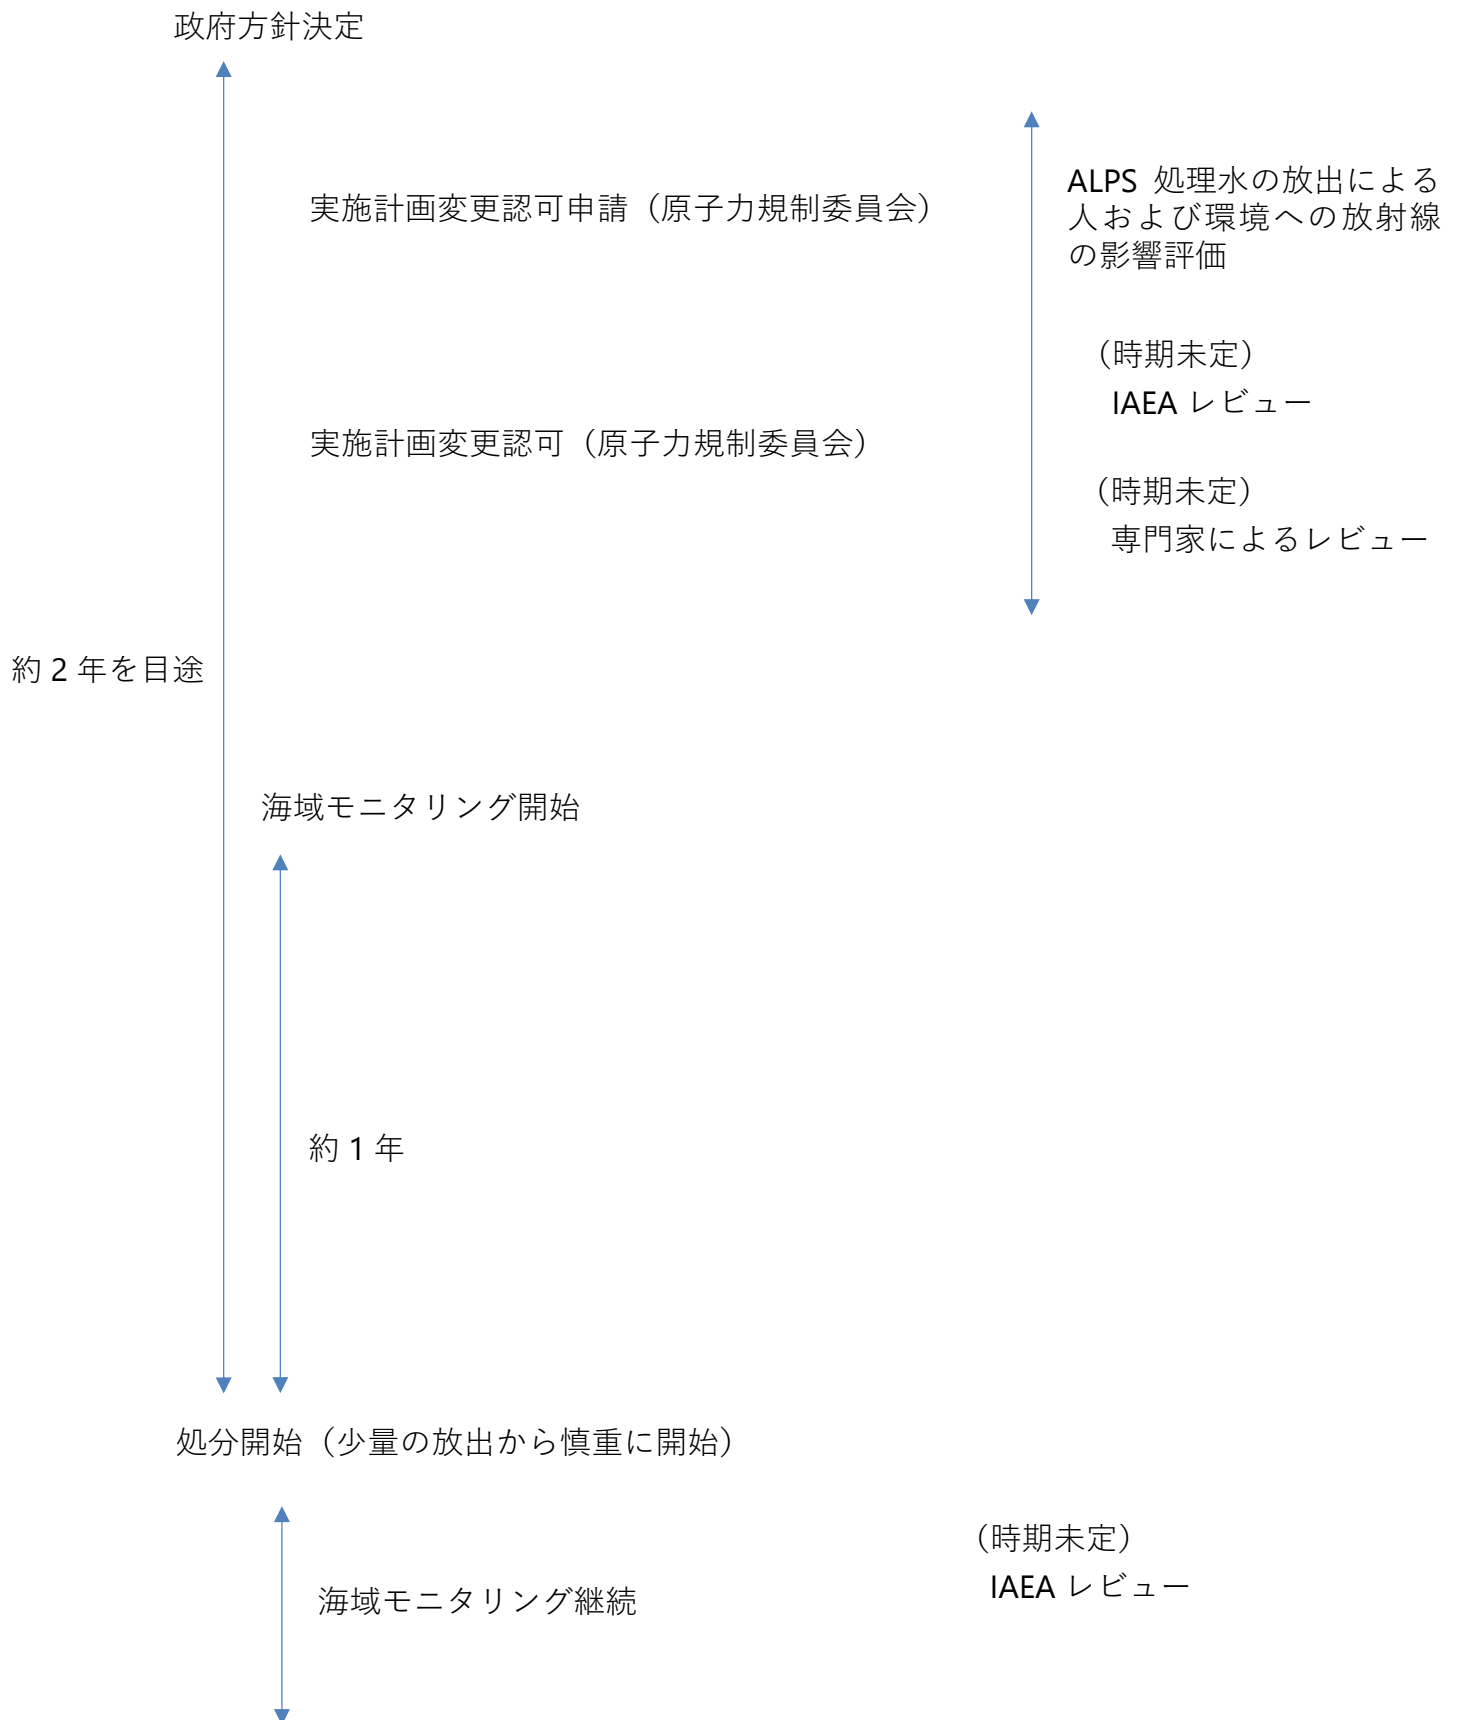 政府方針決定
実施計画変更認可申請（原子力規制委員会）
ALPS 処理水の放出による
人および環境への放射線
の影響評価
（時期未定）
IAEA レビュー
実施計画変更認可（原子力規制委員会）
（時期未定）
専門家によるレビュー
約 2 年を目途
海域モニタリング開始
約 1 年
処分開始（少量の放出から慎重に開始）
（時期未定）
IAEA レビュー
海域モニタリング継続